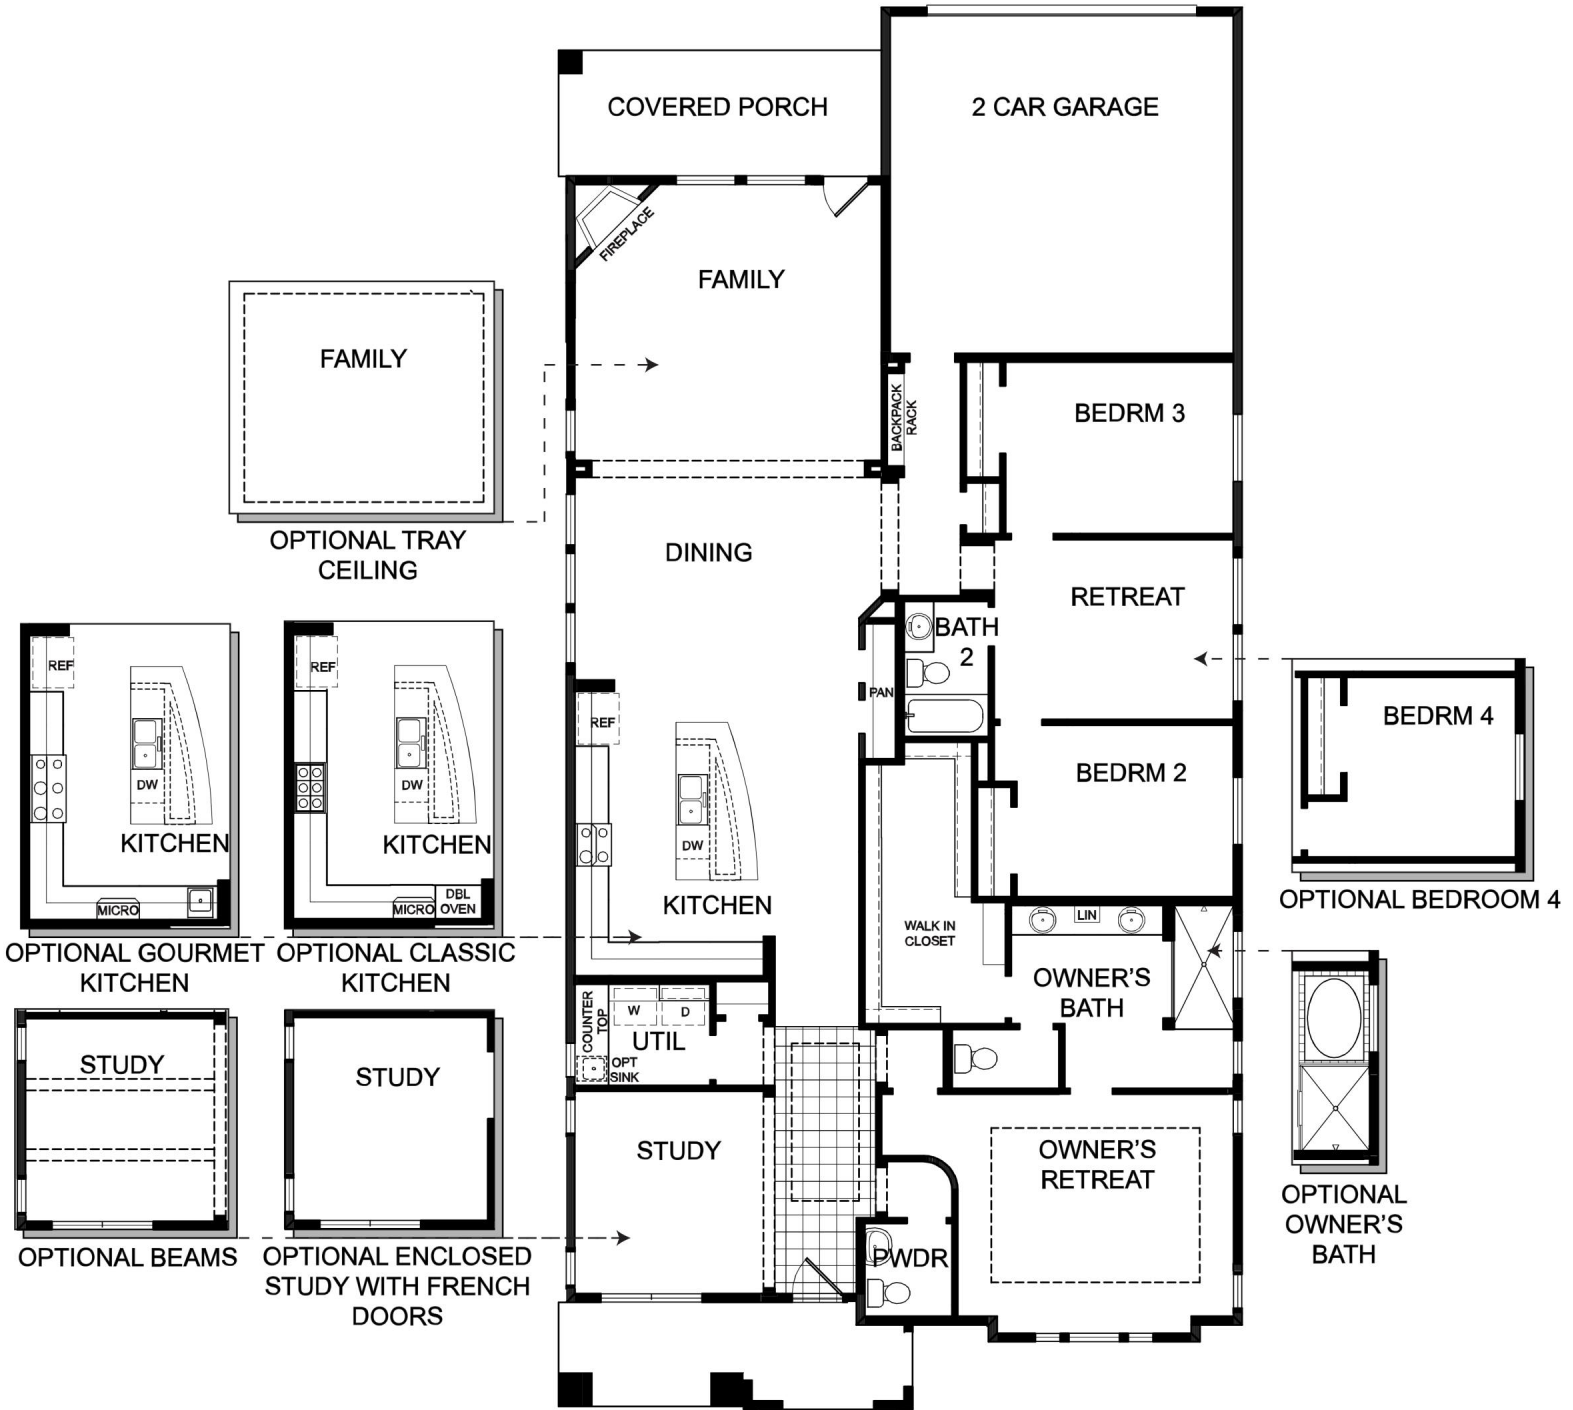 COVERED PORCH
2 CAR GARAGE
FIREPLACE
FAMILY
FAMILY
OPTIONAL TRAY
CEILING
BACKPACK
RACK
BEDRM 3
DINING
RETREAT
BATH
2
PAN
REF
DW
KITCHEN
BEDRM 2
BEDRM 4
OPTIONAL BEDROOM 4
REF
DW
KITCHEN
MICRO
OPTIONAL GOURMET
KITCHEN
REF
DW
KITCHEN
MICRO
DBL
OVEN
OPTIONAL CLASSIC
KITCHEN
WALK IN
CLOSET
LIN
OWNER'S
BATH
COUNTER
TOP
W
D
UTIL
OPT
SINK
STUDY
OPTIONAL BEAMS
STUDY
OPTIONAL ENCLOSED
STUDY WITH FRENCH
DOORS
STUDY
OWNER'S
RETREAT
PWDR
OPTIONAL
OWNER'S
BATH